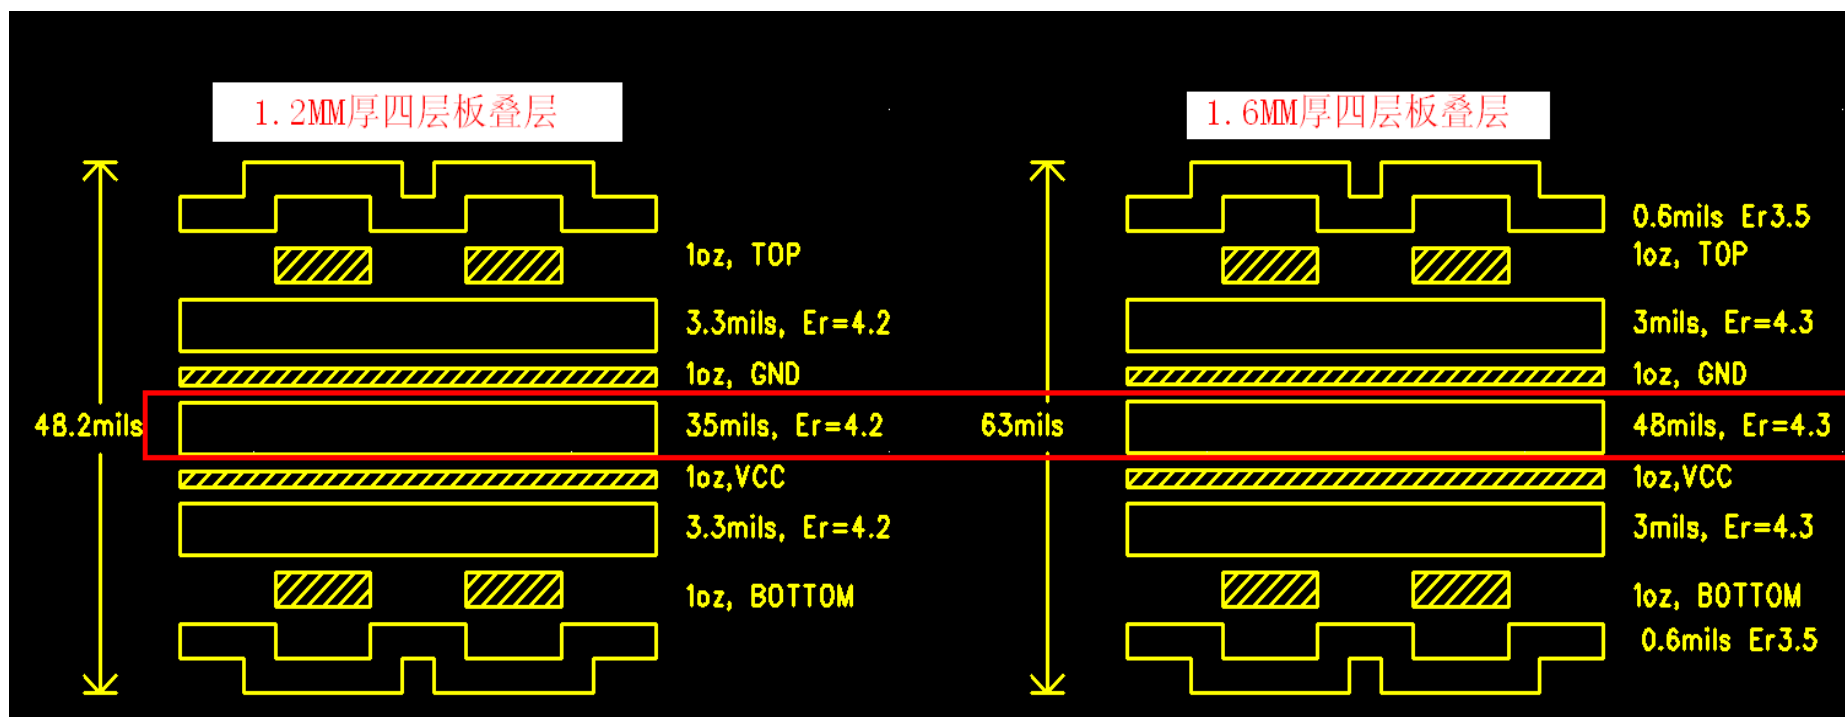 1.2MM厚四层板叠层
1oz, TOP
3.3mils, Er=4.2
1oz, GND
48.2mils
35mils, Er=4.2
1oz,VCC
3.3mils, Er=4.2
1oz, BOTTOM
1.6MM厚四层板叠层
0.6mils Er3.5
1oz, TOP
3mils, Er=4.3
1oz, GND
63mils
48mils, Er=4.3
1oz,VCC
3mils, Er=4.3
1oz, BOTTOM
0.6mils Er3.5